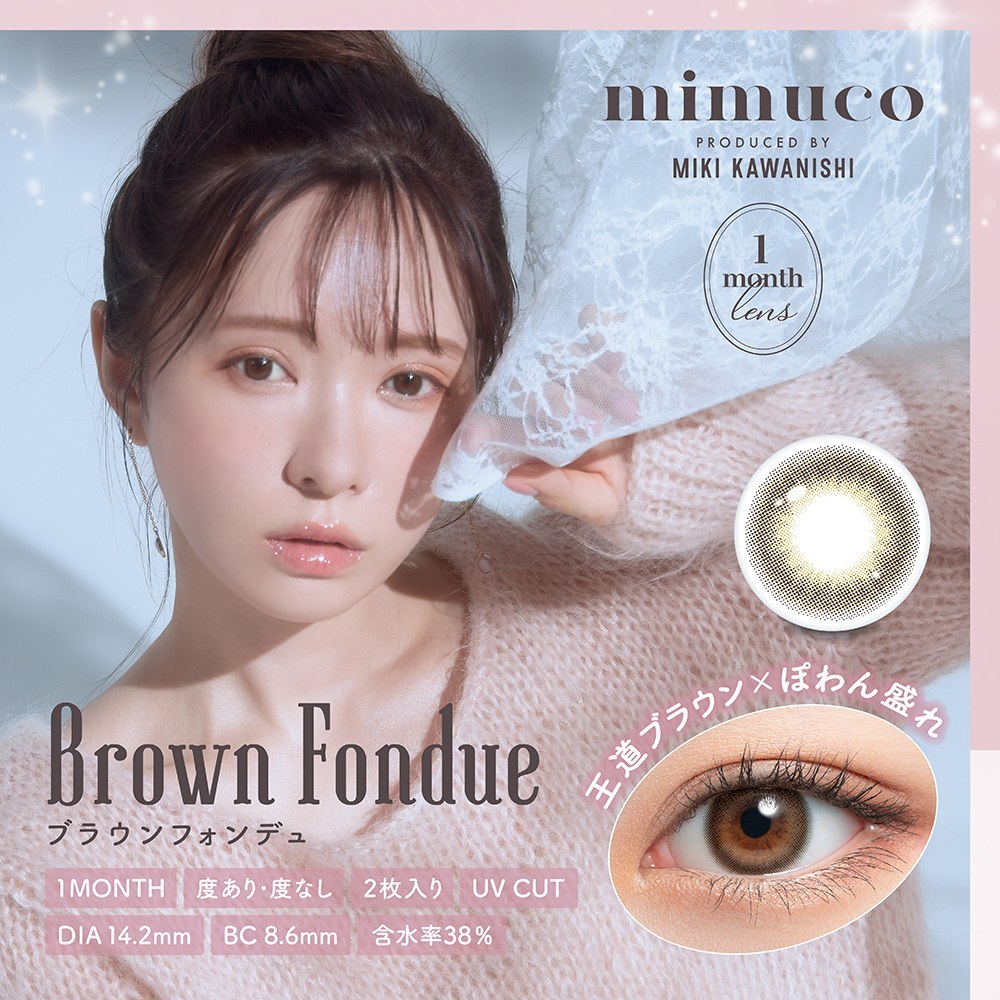 mimuco
PRODUCED BY
MIKI KAWANISHI
1
month
lens
王道ブラウン×ぽわん盛れ
Brown Fondue
ブラウンフォンデュ
1MONTH 度あり・度なし 2枚入り UV CUT
DIA 14.2mm BC 8.6mm 含水率38%